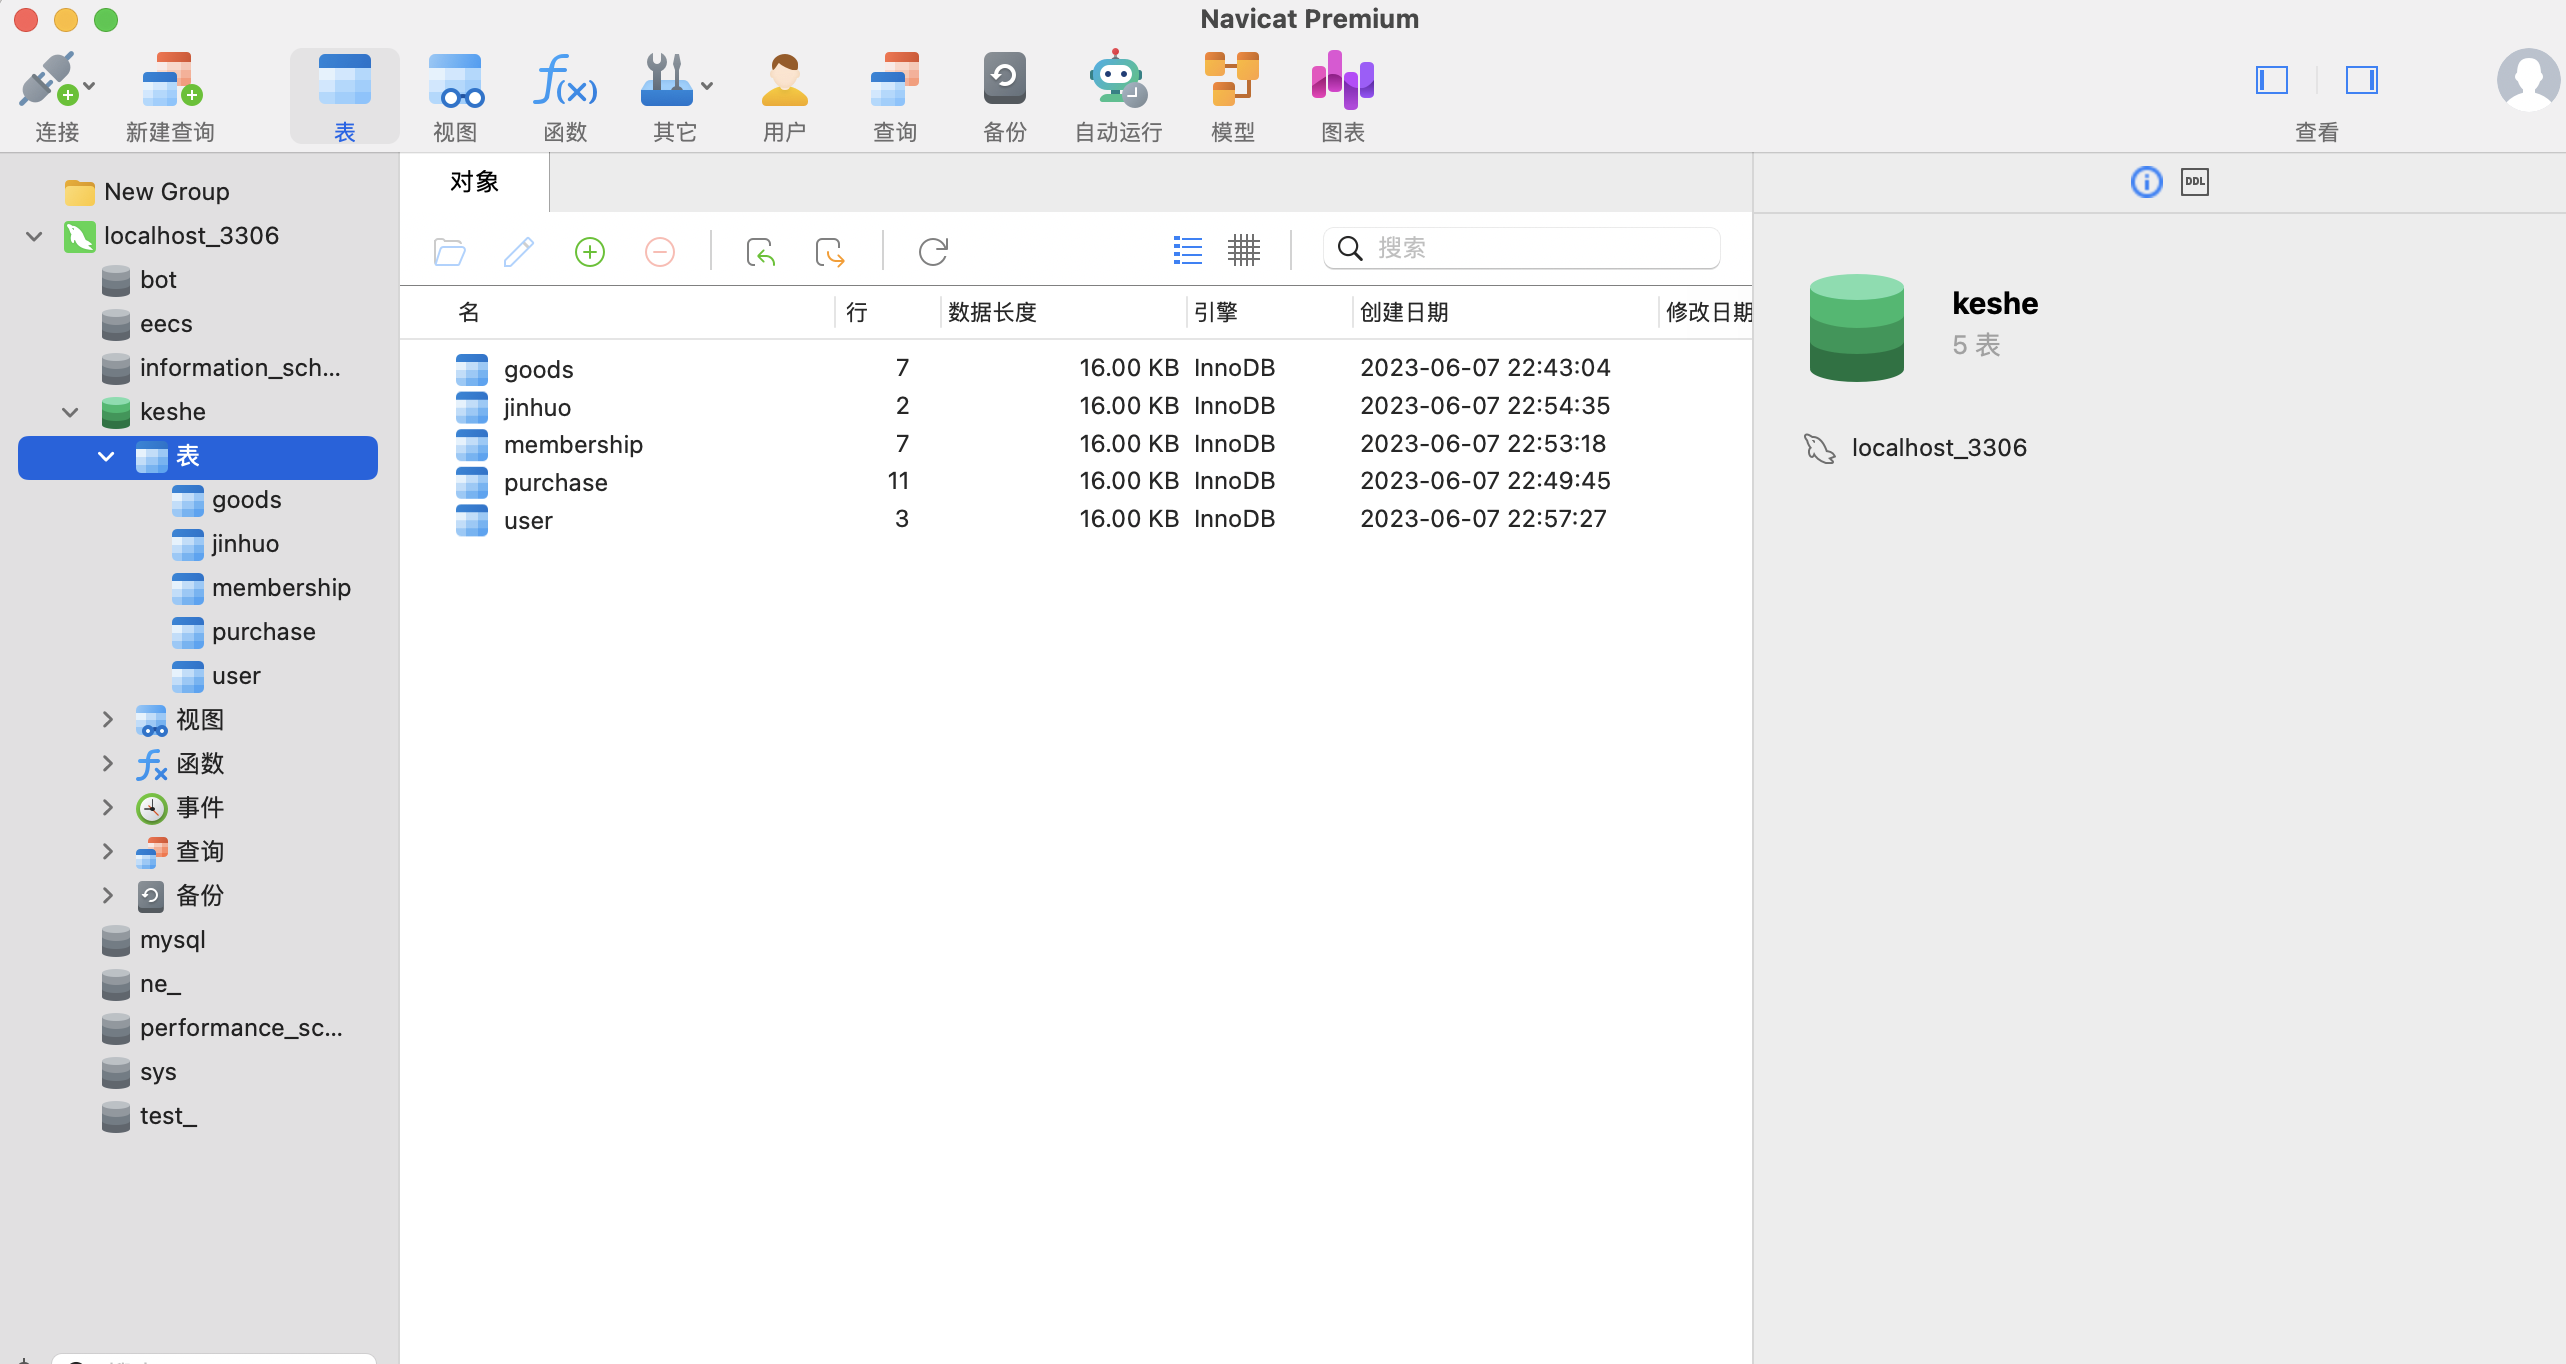 Navicat Premium
连接
新建查询
表
视图
函数
其它
用户
查询
备份
自动运行
模型
图表
查看
New Group
localhost_3306
bot
eecs
information_sch...
keshe
表
goods
jinhuo
membership
purchase
user
视图
函数
事件
查询
备份
mysql
ne_
performance_sc...
sys
test_
对象
搜索
名 行 数据长度 引擎 创建日期 修改日期
goods 7 16.00 KB InnoDB 2023-06-07 22:43:04
jinhuo 2 16.00 KB InnoDB 2023-06-07 22:54:35
membership 7 16.00 KB InnoDB 2023-06-07 22:53:18
purchase 11 16.00 KB InnoDB 2023-06-07 22:49:45
user 3 16.00 KB InnoDB 2023-06-07 22:57:27
DDL
keshe
5 表
localhost_3306